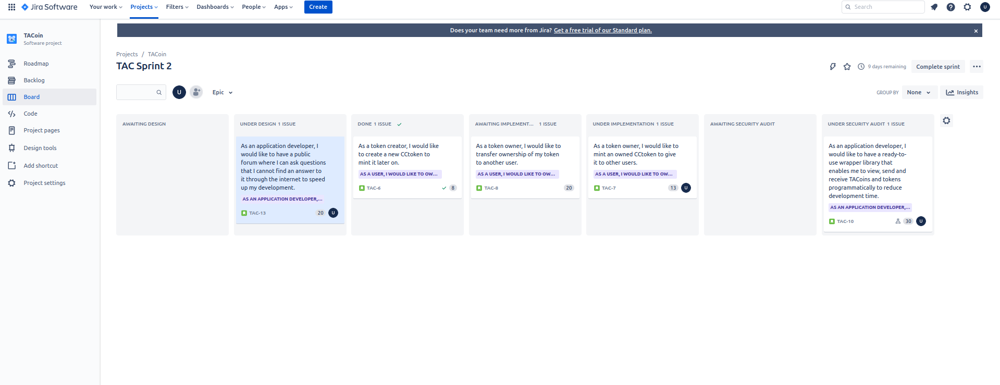 Jira Software Your work Projects Filters Dashboards People Apps Create Search U
TACoin
Software project
Roadmap
Backlog
Board
Code
Project pages
Design tools
Add shortcut
Project settings
Does your team need more from Jira? Get a free trial of our Standard plan. ×
Projects / TACoin
TAC Sprint 2
9 days remaining Complete sprint
U Epic
GROUP BY None Insights
AWAITING DESIGN
UNDER DESIGN 1 ISSUE
As an application developer, I
would like to have a public
forum where I can ask questions
that I cannot find an answer to
it through the internet to speed
up my development.
AS AN APPLICATION DEVELOPER,...
TAC-13 20 U
DONE 1 ISSUE
As a token creator, I would like
to create a new CCtoken to
mint it later on.
AS A USER, I WOULD LIKE TO OW...
TAC-6 8
AWAITING IMPLEMENT... 1 ISSUE
As a token owner, I would like to
transfer ownership of my token
to another user.
AS A USER, I WOULD LIKE TO OW...
TAC-8 20
UNDER IMPLEMENTATION 1 ISSUE
As a token owner, I would like to
mint an owned CCtoken to give
it to other users.
AS A USER, I WOULD LIKE TO OW...
TAC-7 13 U
AWAITING SECURITY AUDIT
UNDER SECURITY AUDIT 1 ISSUE
As an application developer, I
would like to have a ready-to-
use wrapper library that
enables me to view, send and
receive TACoins and tokens
programmatically to reduce
development time.
AS AN APPLICATION DEVELOPER,...
TAC-10 30 U